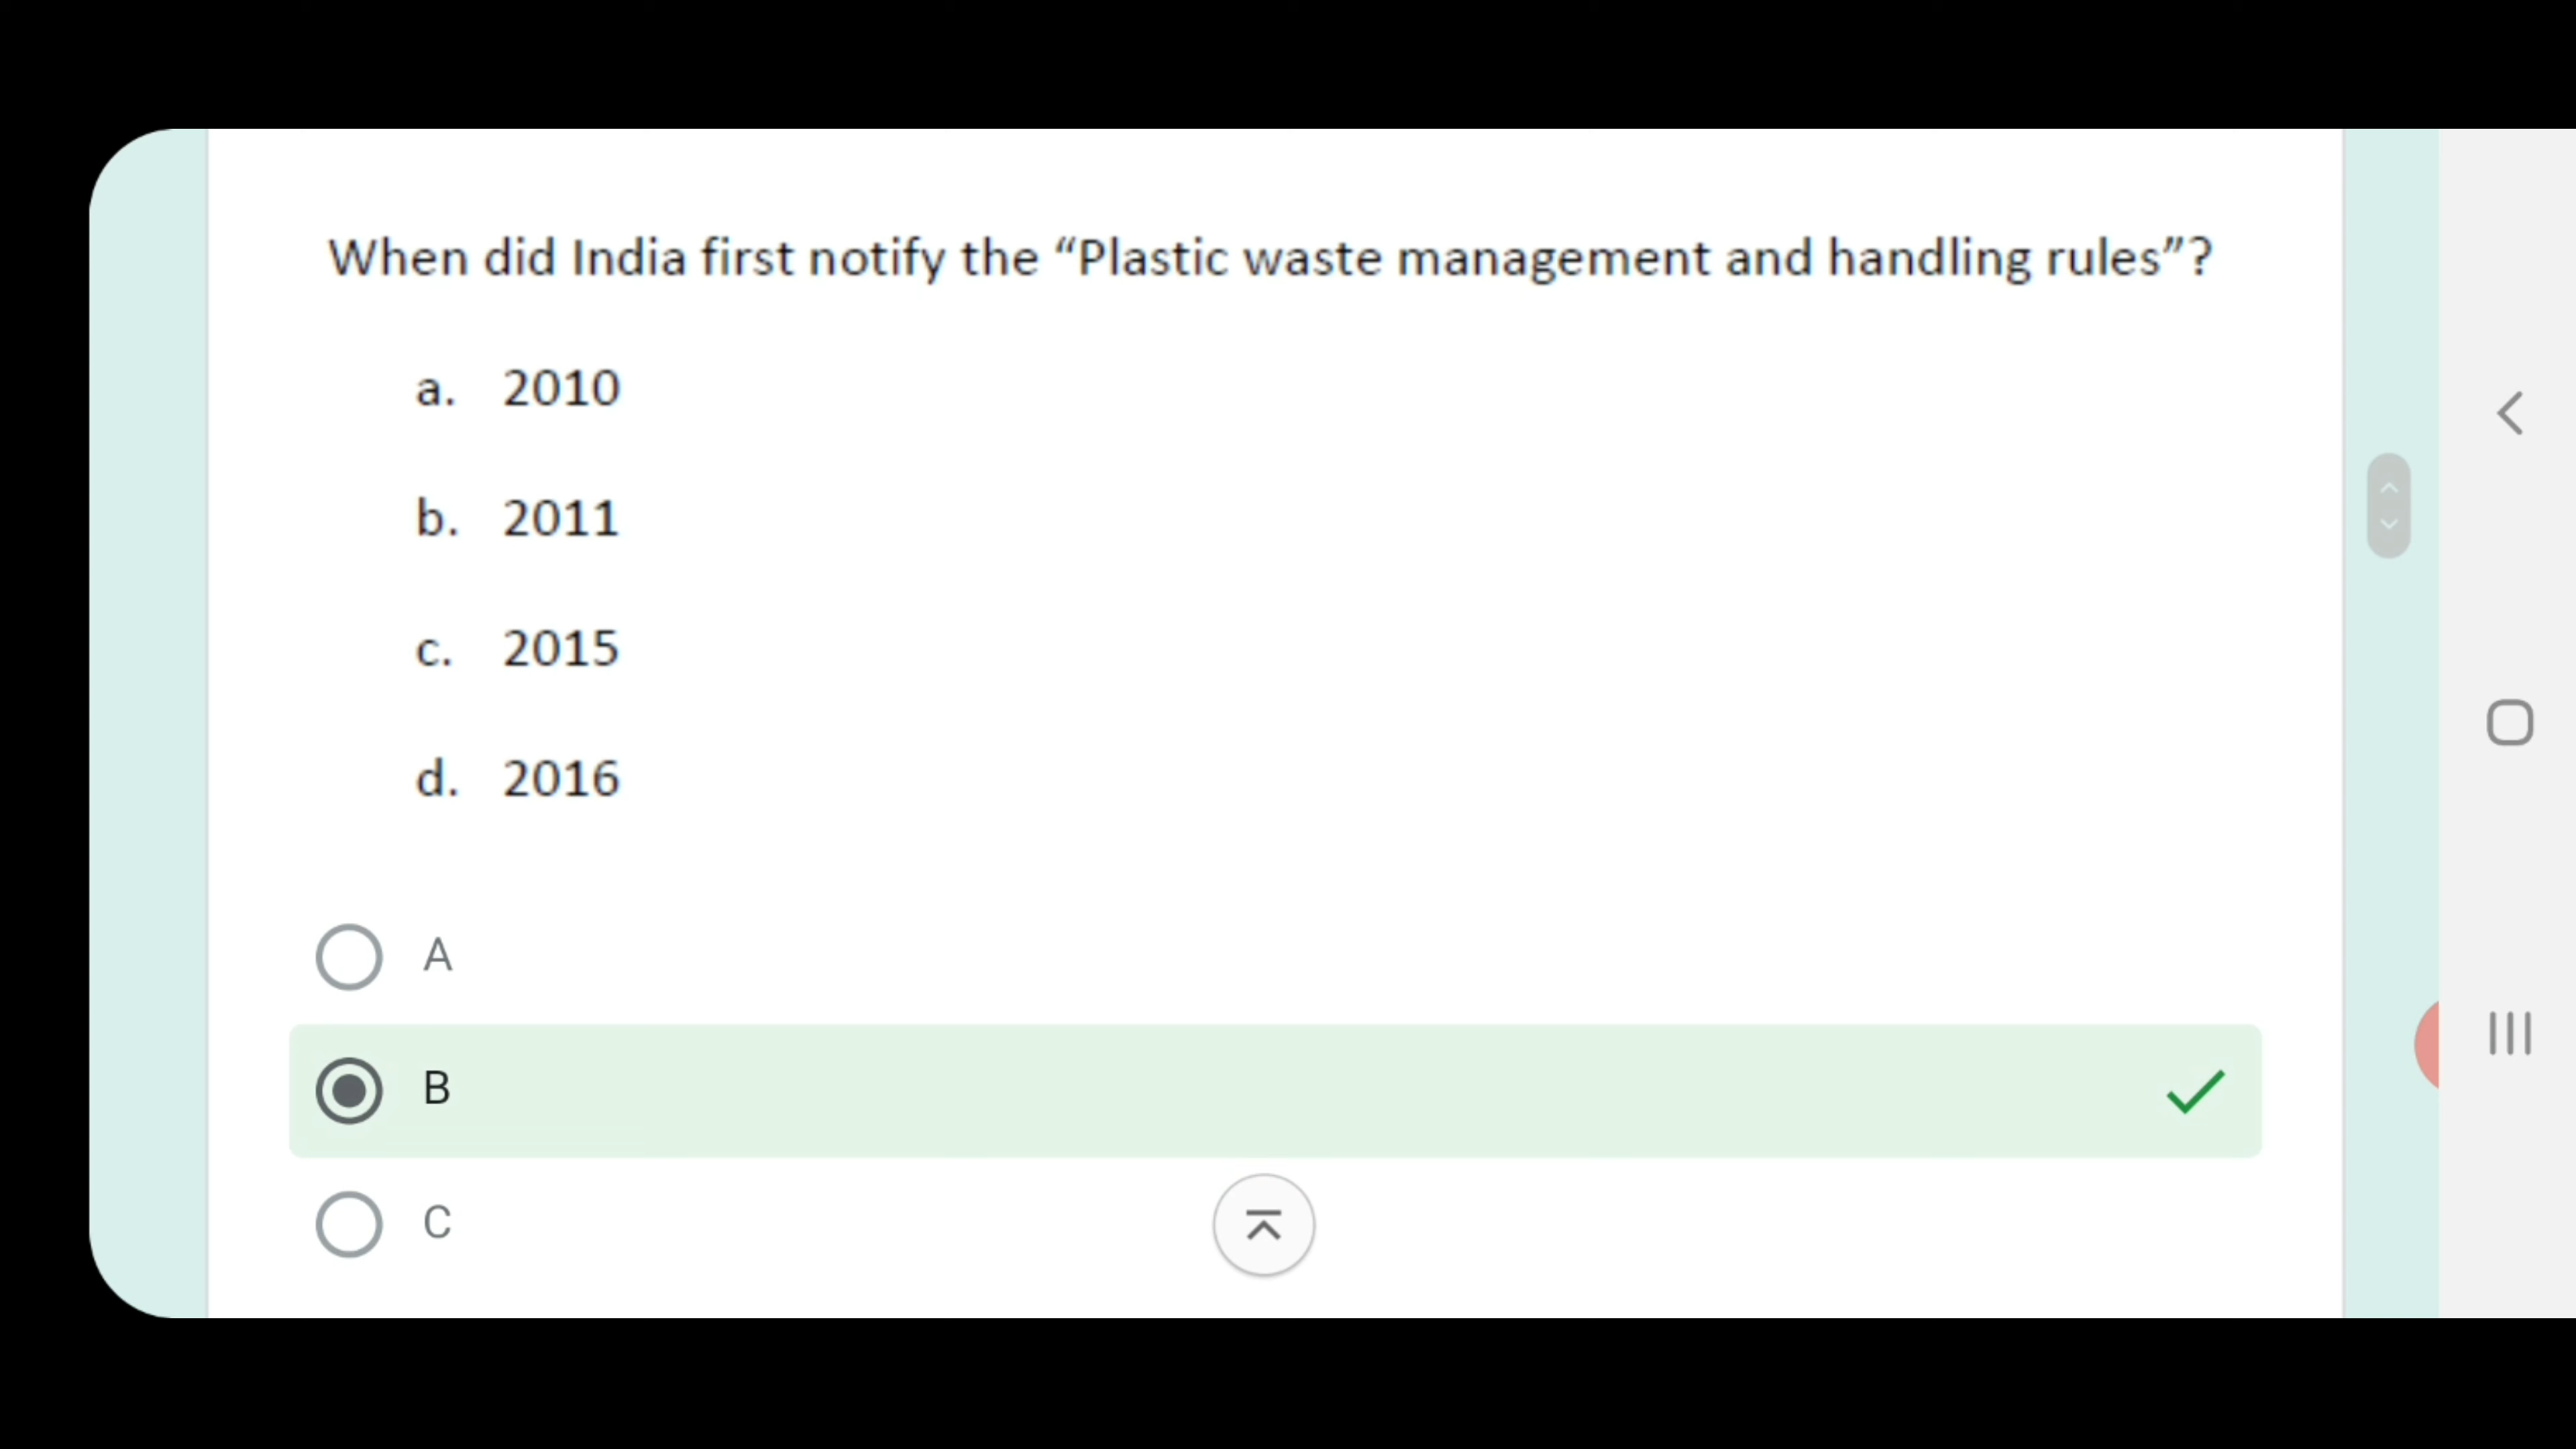 When did India first notify the “Plastic waste management and handling rules”?
a. 2010
b. 2011
c. 2015
d. 2016
A
B
C